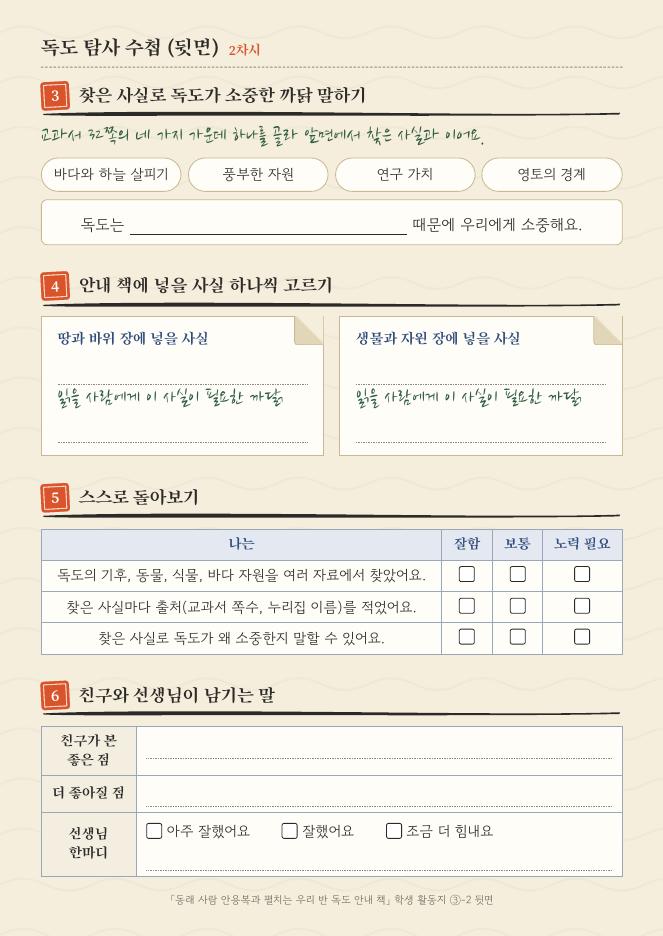 독도 탐사 수첩 (뒷면) 2차시
3 찾은 사실로 독도가 소중한 까닭 말하기
교과서 32쪽의 네 가지 가운데 하나를 골라 앞면에서 찾은 사실과 이어요.
바다와 하늘 살피기 풍부한 자원 연구 가치 영토의 경계
독도는 때문에 우리에게 소중해요.
4 안내 책에 넣을 사실 하나씩 고르기
땅과 바위 장에 넣을 사실 생물과 자원 장에 넣을 사실
읽을 사람에게 이 사실이 필요한 까닭 읽을 사람에게 이 사실이 필요한 까닭
5 스스로 돌아보기
나는 잘함 보통 노력 필요
독도의 기후, 동물, 식물, 바다 자원을 여러 자료에서 찾았어요.
찾은 사실마다 출처(교과서 쪽수, 누리집 이름)를 적었어요.
찾은 사실로 독도가 왜 소중한지 말할 수 있어요.
6 친구와 선생님이 남기는 말
친구가 본
좋은 점
더 좋아질 점
선생님
한마디
아주 잘했어요 잘했어요 조금 더 힘내요
「동래 사람 안용복과 펼치는 우리 반 독도 안내 책」 학생 활동지 ③-2 뒷면